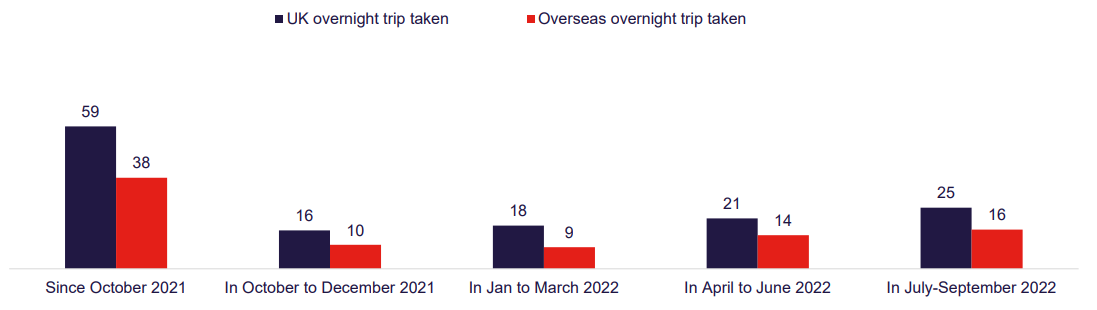 UK overnight trip taken
Overseas overnight trip taken
59
38
16
10
18
9
21
14
25
16
Since October 2021
In October to December 2021
In Jan to March 2022
In April to June 2022
In July-September 2022